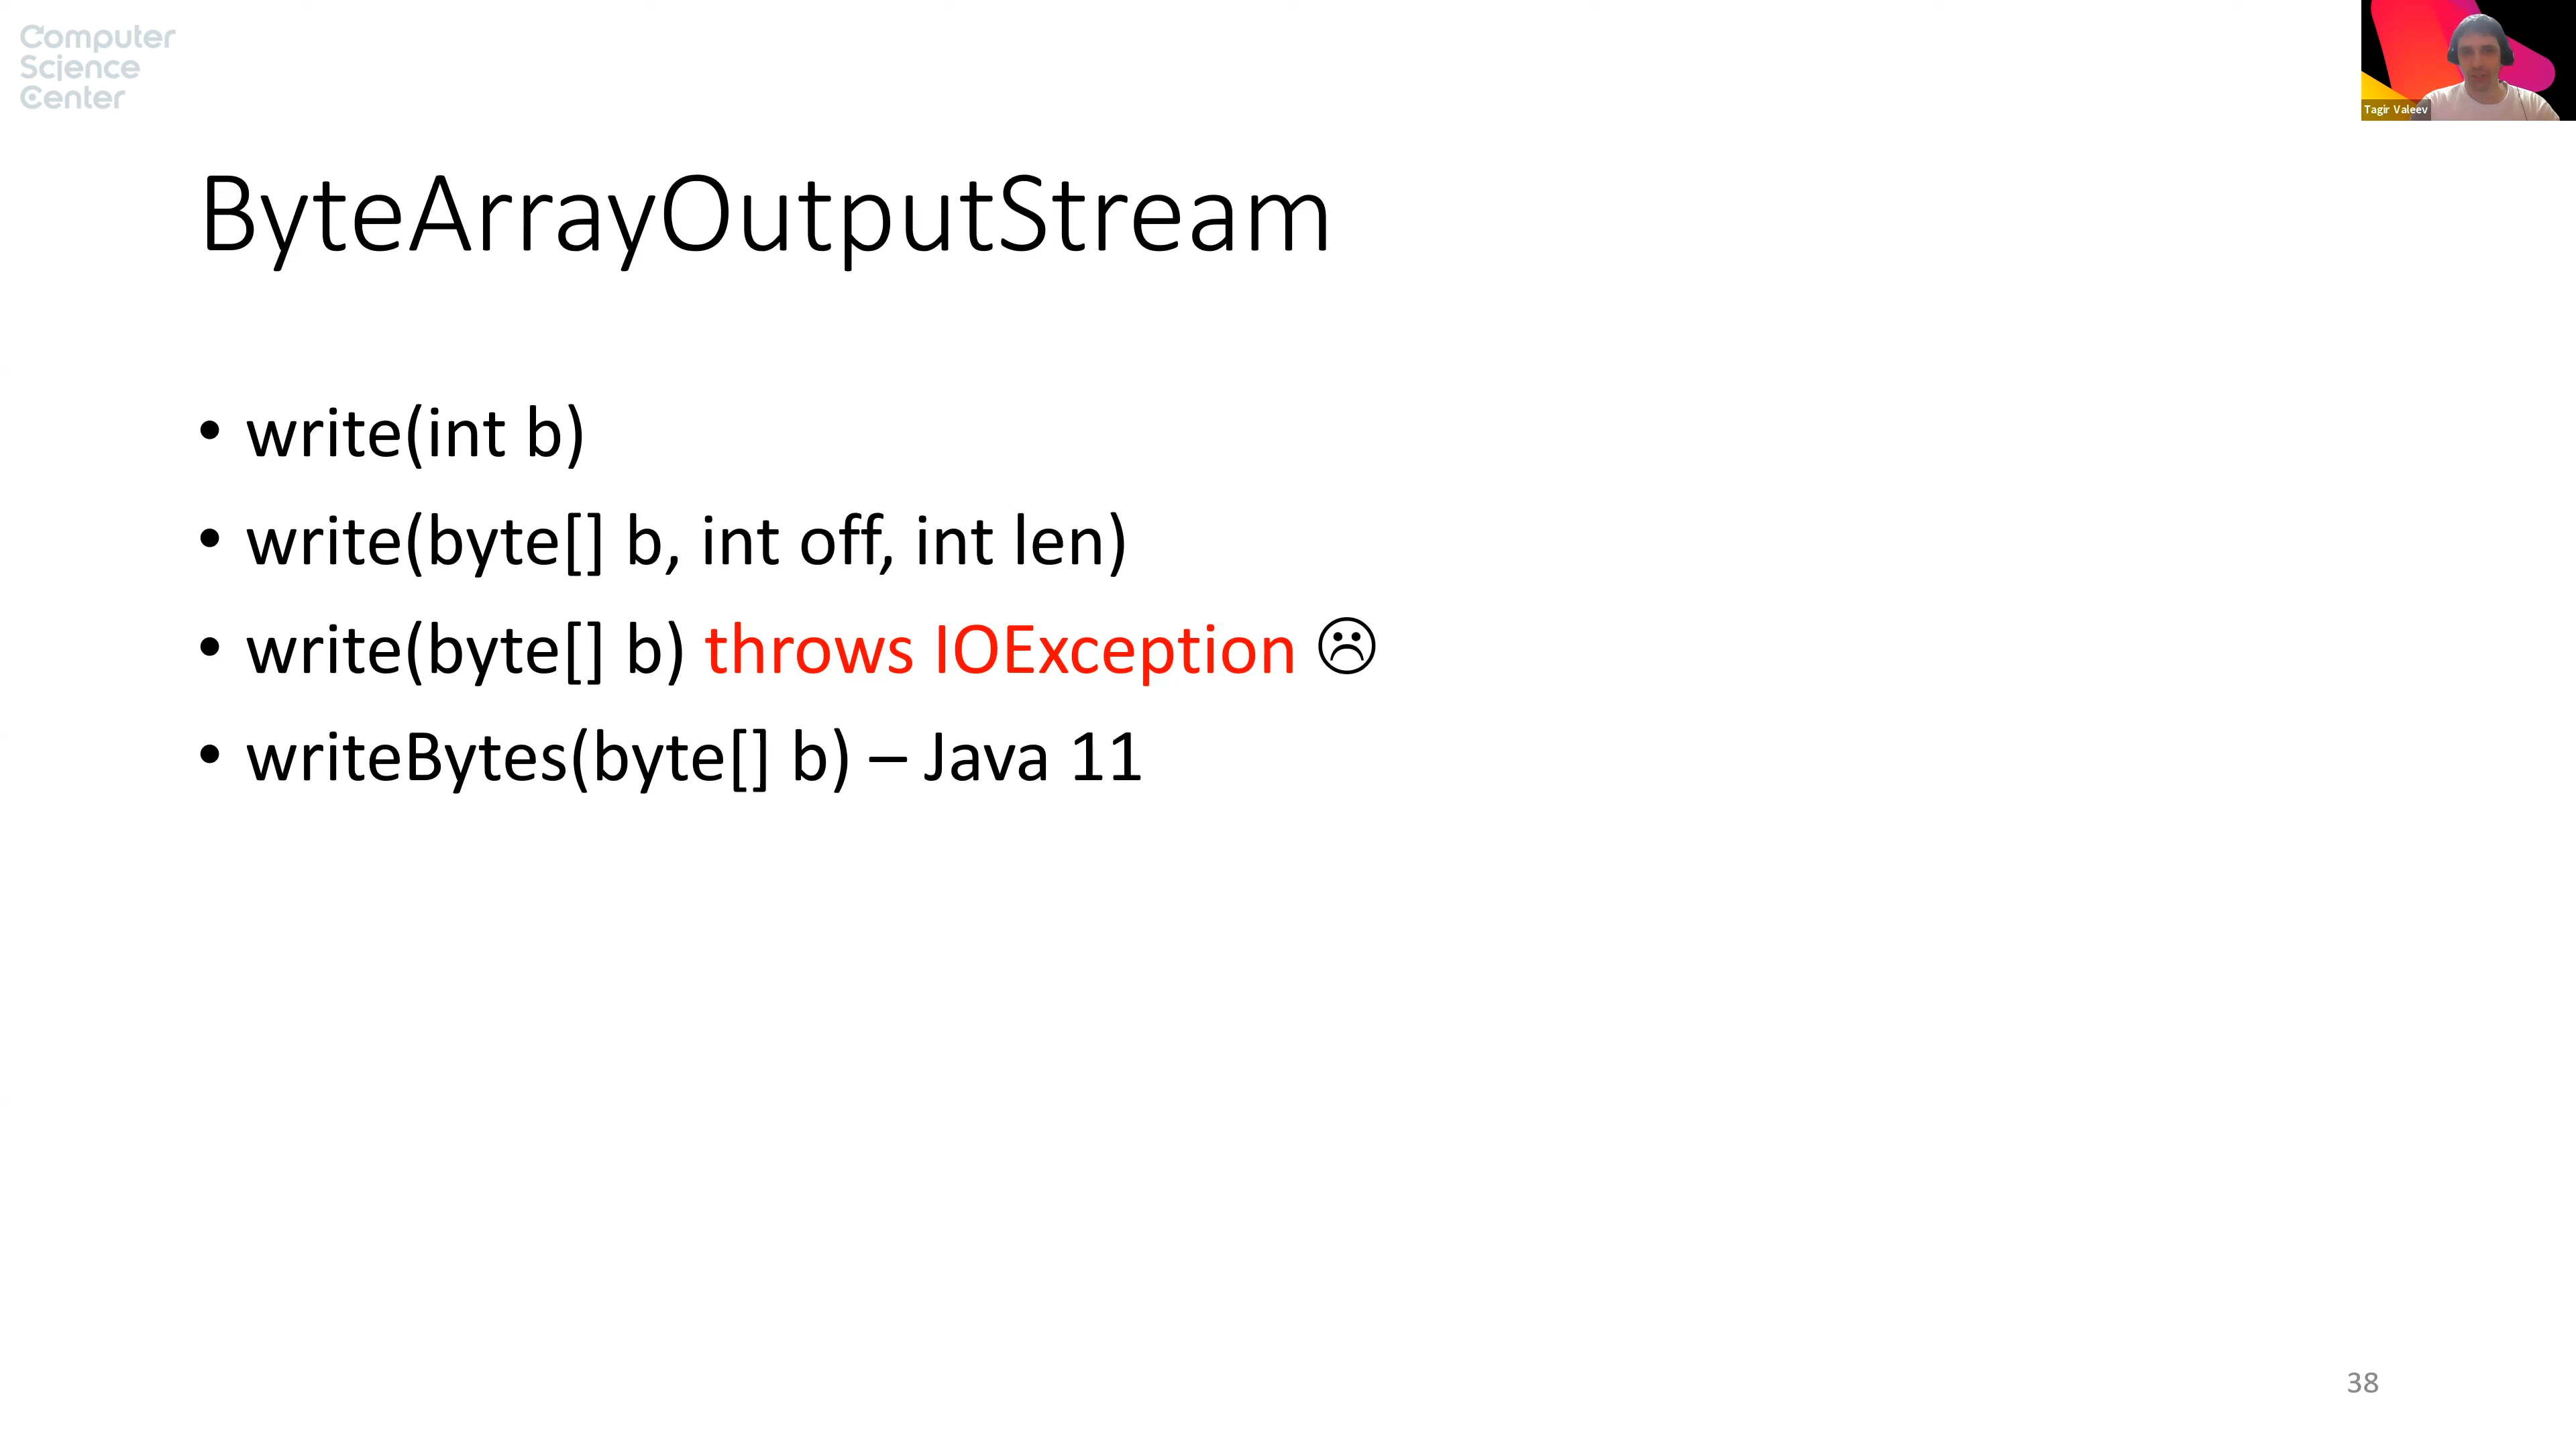 Computer
Science
Center
Tagir Valeev
ByteArrayOutputStream
• write(int b)
• write(byte[] b, int off, int len)
• write(byte[] b) throws IOException ☹
• writeBytes(byte[] b) – Java 11
38